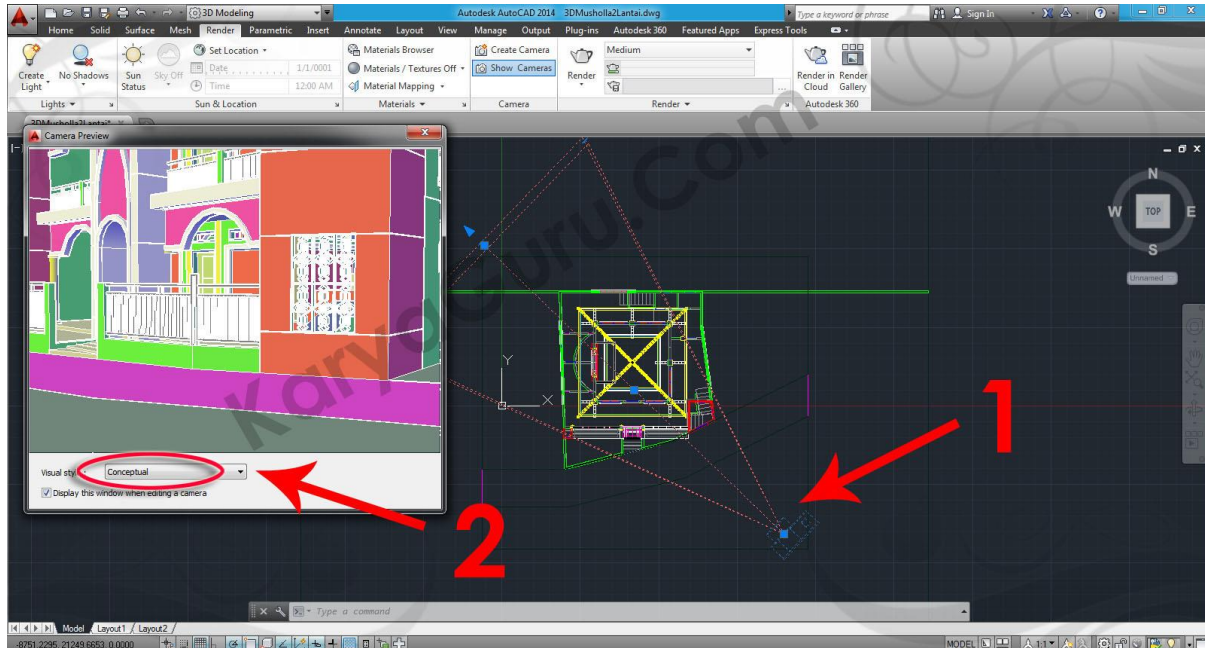 3D Modeling
Autodesk AutoCAD 2014 3DMusholla2Lantai.dwg
Type a keyword or phrase
Sign In
Home Solid Surface Mesh Render Parametric Insert Annotate Layout View Manage Output Plug-ins Autodesk 360 Featured Apps Express Tools
Create Light
No Shadows
Sun Status
Sky Off
Set Location
Date 1/1/0001
Time 12:00 AM
Materials Browser
Materials / Textures Off
Material Mapping
Create Camera
Show Cameras
Render
Medium
Render in Cloud
Render Gallery
Lights
Sun & Location
Materials
Camera
Render
Autodesk 360
3DMusholla2Lantai*
Camera Preview
N
W TOP E
S
Unnamed
Y
X
KaryaGuru.Com
1
Visual
Conceptual
Display this window when editing a camera
2
Type a command
Model Layout1 Layout2
-8751.2295, 21249.6653, 0.0000
MODEL
1:1